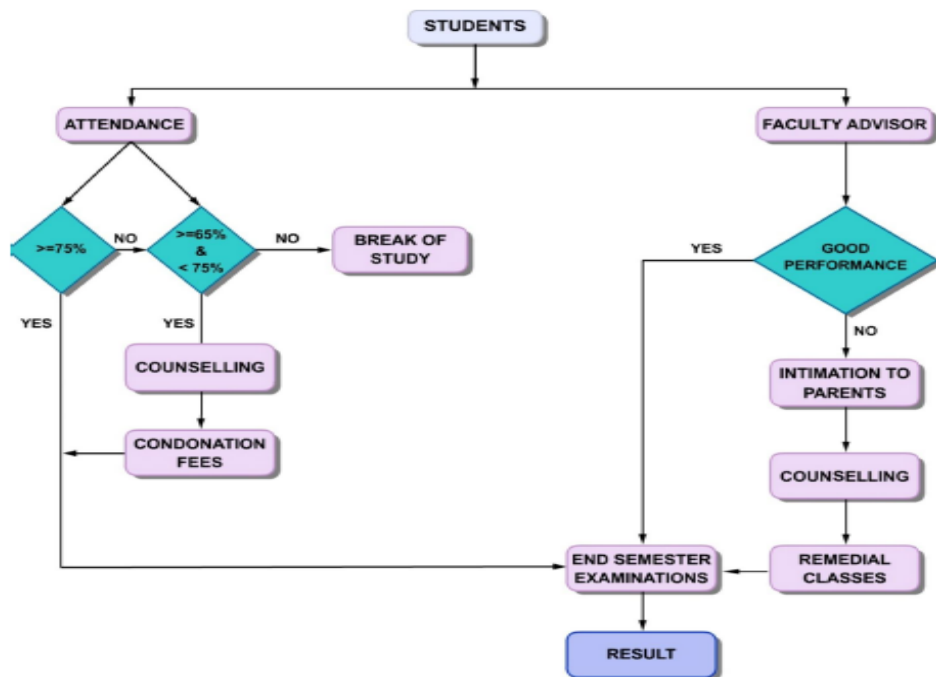 STUDENTS
ATTENDANCE
FACULTY ADVISOR
>=75%
NO
>=65%
&
< 75%
NO
BREAK OF
STUDY
YES
GOOD
PERFORMANCE
YES
YES
NO
COUNSELLING
INTIMATION TO
PARENTS
CONDONATION
FEES
COUNSELLING
END SEMESTER
EXAMINATIONS
REMEDIAL
CLASSES
RESULT